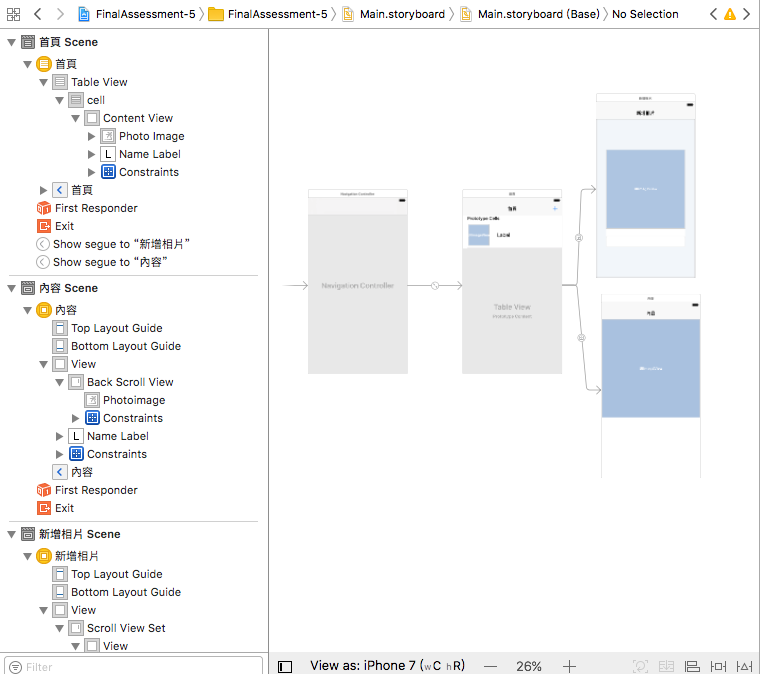 FinalAssessment-5 FinalAssessment-5 Main.storyboard Main.storyboard (Base) No Selection
首頁 Scene
首頁
Table View
cell
Content View
Photo Image
L Name Label
Constraints
首頁
First Responder
Exit
Show segue to “新增相片”
Show segue to “內容”
內容 Scene
內容
Top Layout Guide
Bottom Layout Guide
View
Back Scroll View
Photoimage
Constraints
L Name Label
Constraints
內容
First Responder
Exit
新增相片 Scene
新增相片
Top Layout Guide
Bottom Layout Guide
View
Scroll View Set
View
Filter
Navigation Controller
Navigation Controller
首頁
首頁
Prototype Cells
Label
Table View
Prototype Content
新增相片
內容
內容
View as: iPhone 7 (wC hR)
26%